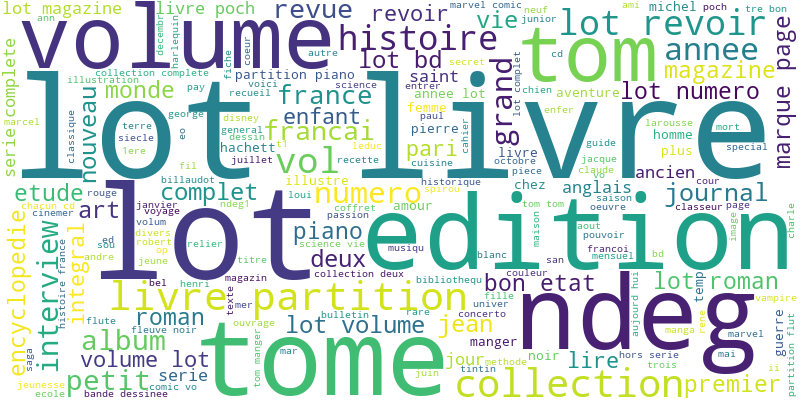 lot magazine
livre poch
revue
revoir
marvel comic
neuf
junior
ami
michel
poch
tre bon
ann
decembre
harlequin
coeur
volume
histoire
vie
lot revoir
tom
annee
magazine
marque page
autre
lot bd
secret
cd
collection complete
fiche
partition piano
voici
recueil
science
entrer
saint
grand
lot complet
chien
aventure
lot numero
serie
complete
illustration
monde
pay
france
annee lot
enfer
marcel
nouveau
classique
george
disney
enfant
femme
paul
cahier
larousse
mort
terre
siecle
1ere
eo
general
dessin
francai
pierre
guide
homme
special
lot
livre
hachett
juillet
tl
leduc
recette
vol
pari
cuisine
livre
octobre
piece
jacque
claude
vo
plus
ancien
cour
fil
billaudot
illustre
historique
spirou
chez
anglais
saison
oeuvre
journal
classeur
page
etude
rouge
complet
loui
numero
chacun cd
cinemer
art
janvier
voyage
volum
ndeg1
coffret
amour
tom tom
maison
image
charle
passion
edition
piano
encyclopedie
interview
histoire france
andre
integral
ed
sou
divers
robert
op
jeune
relier
lot
science vie
titre
deux
musiqu
blanc
aout
pouvoir
francoi
mensuel
bd
san
bel
henri
magazin
collection deux
bibliothequ
bon etat
couleur
lot roman
aujourd hui
temp
vampire
texte
mer
livre partition
rare
fille
univer
ndeg
manga
rene
saga
flute
roman
fleuve noir
ouvrage
bulletin
lot volume
jean
concerto
marvel
guerre
partition flut
album
tom manger
tome
manger
volume lot
mar
jour
methode
noir
lire
hors serie
trois
mai
jeunesse
ecole
petit
serie
comic vo
bande dessinee
juin
tintin
collection
premier
ii